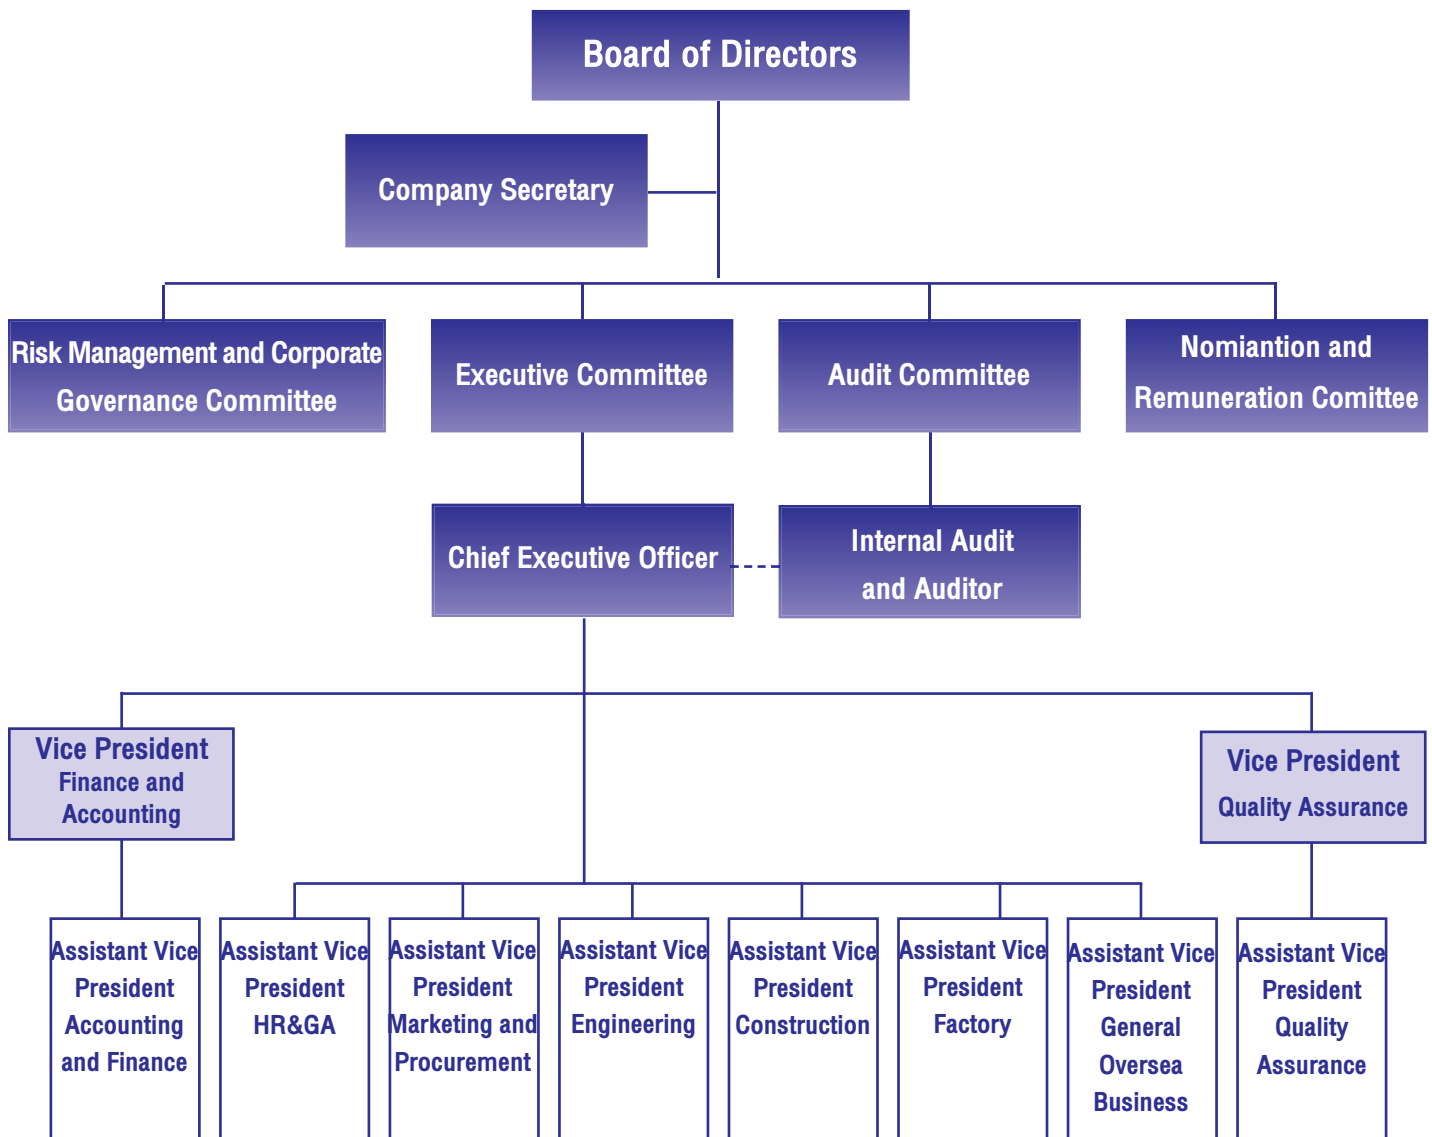 Board of Directors
Company Secretary
Risk Management and Corporate
Governance Committee
Executive Committee
Audit Committee
Nomiantion and
Remuneration Comittee
Chief Executive Officer
Internal Audit
and Auditor
Vice President
Finance and
Accounting
Vice President
Quality Assurance
Assistant Vice
President
Accounting
and Finance
Assistant Vice
President
HR&GA
Assistant Vice
President
Marketing and
Procurement
Assistant Vice
President
Engineering
Assistant Vice
President
Construction
Assistant Vice
President
Factory
Assistant Vice
President
General
Oversea
Business
Assistant Vice
President
Quality
Assurance